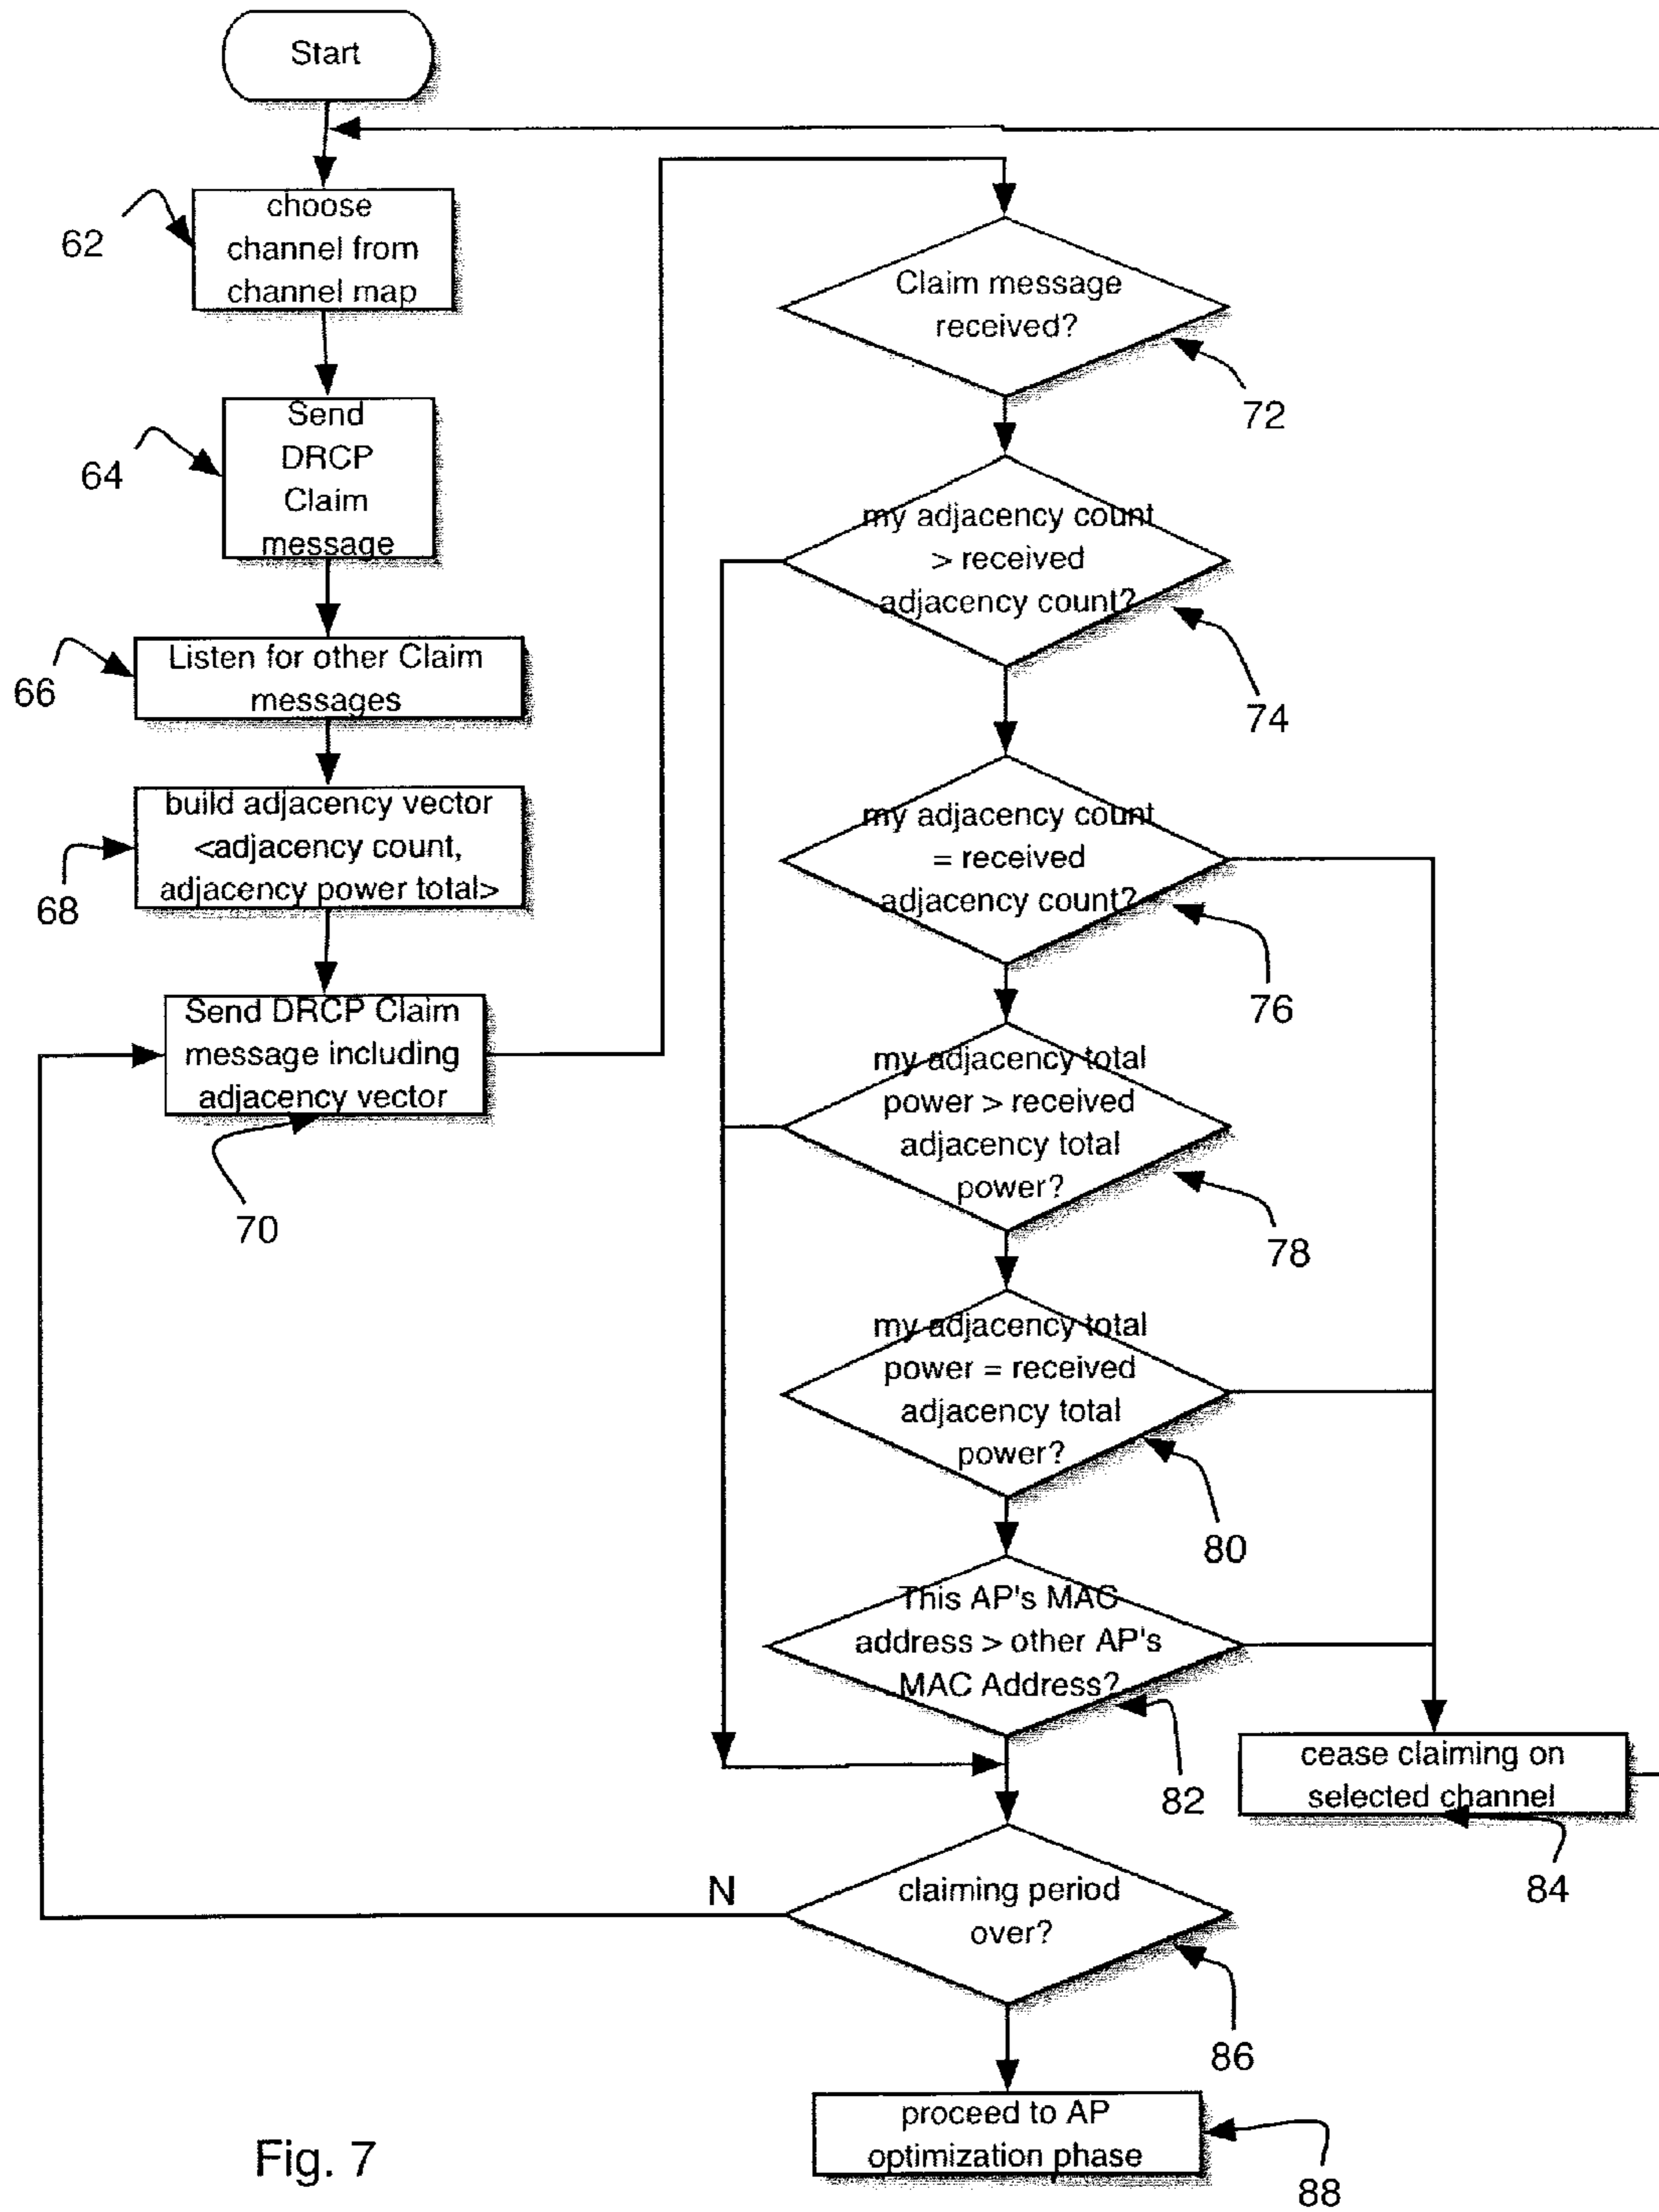 Start
choose
channel from
channel map
62
Send
DRCP
Claim
message
64
Listen for other Claim
messages
66
build adjacency vector
<adjacency count,
adjacency power total>
68
Send DRCP Claim
message including
adjacency vector
70
Claim message
received?
72
my adjacency count
> received
adjacency count?
74
my adjacency count
= received
adjacency count?
76
my adjacency total
power > received
adjacency total
power?
78
my adjacency total
power = received
adjacency total
power?
80
This AP's MAC
address > other AP's
MAC Address?
82
cease claiming on
selected channel
84
N
claiming period
over?
86
proceed to AP
optimization phase
88
Fig. 7